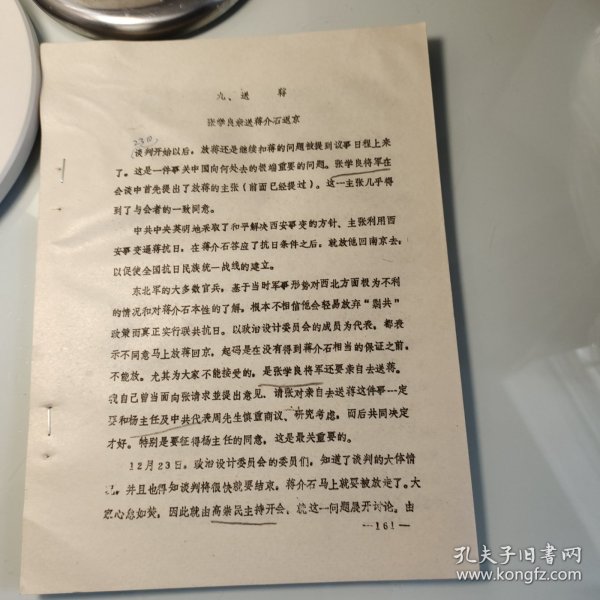 九、送蒋
张学良亲送蒋介石返京
23日,
谈判开始以后,放蒋还是继续扣蒋的问题被提到议事日程上来
了。这是一件事关中国向何处去的极端重要的问题。张学良将军在
会谈中首先提出了放蒋的主张(前面已经提过)。这一主张几乎得
到了与会者的一致同意。
中共中央英明地采取了和平解决西安事变的方针、主张利用西
安事变逼蒋抗日,在蒋介石答应了抗日条件之后,就放他回南京去,
以促使全国抗日民族统一战线的建立。
东北军的大多数官兵,基于当时军事形势对西北方面极为不利
的情况和对蒋介石本性的了解,根本不相信他会轻易放弃“剿共”
政策而真正实行联共抗日。以政治设计委员会的成员为代表,都表
示不同意马上放蒋回京,起码是在没有得到蒋介石相当的保证之前,
不能放。尤其为大家不能接受的,是张学良将军还要亲自去送蒋。
我自己曾当面向张请求并提出意见,请张对亲自去送蒋这件事一定
要和杨主任及中共代表周先生慎重商议、研究考虑,而后共同决定
才好。特别是要征得杨主任的同意,这是最关重要的。
12月23日,政治设计委员会的委员们,知道了谈判的大体情
况,并且也得知谈判将很快就要结束,蒋介石马上就要被放走了。大
家心急如焚,因此就由高崇民主持开会,就这一问题展开讨论。由
—161—
孔夫子旧书网
kongfz.com